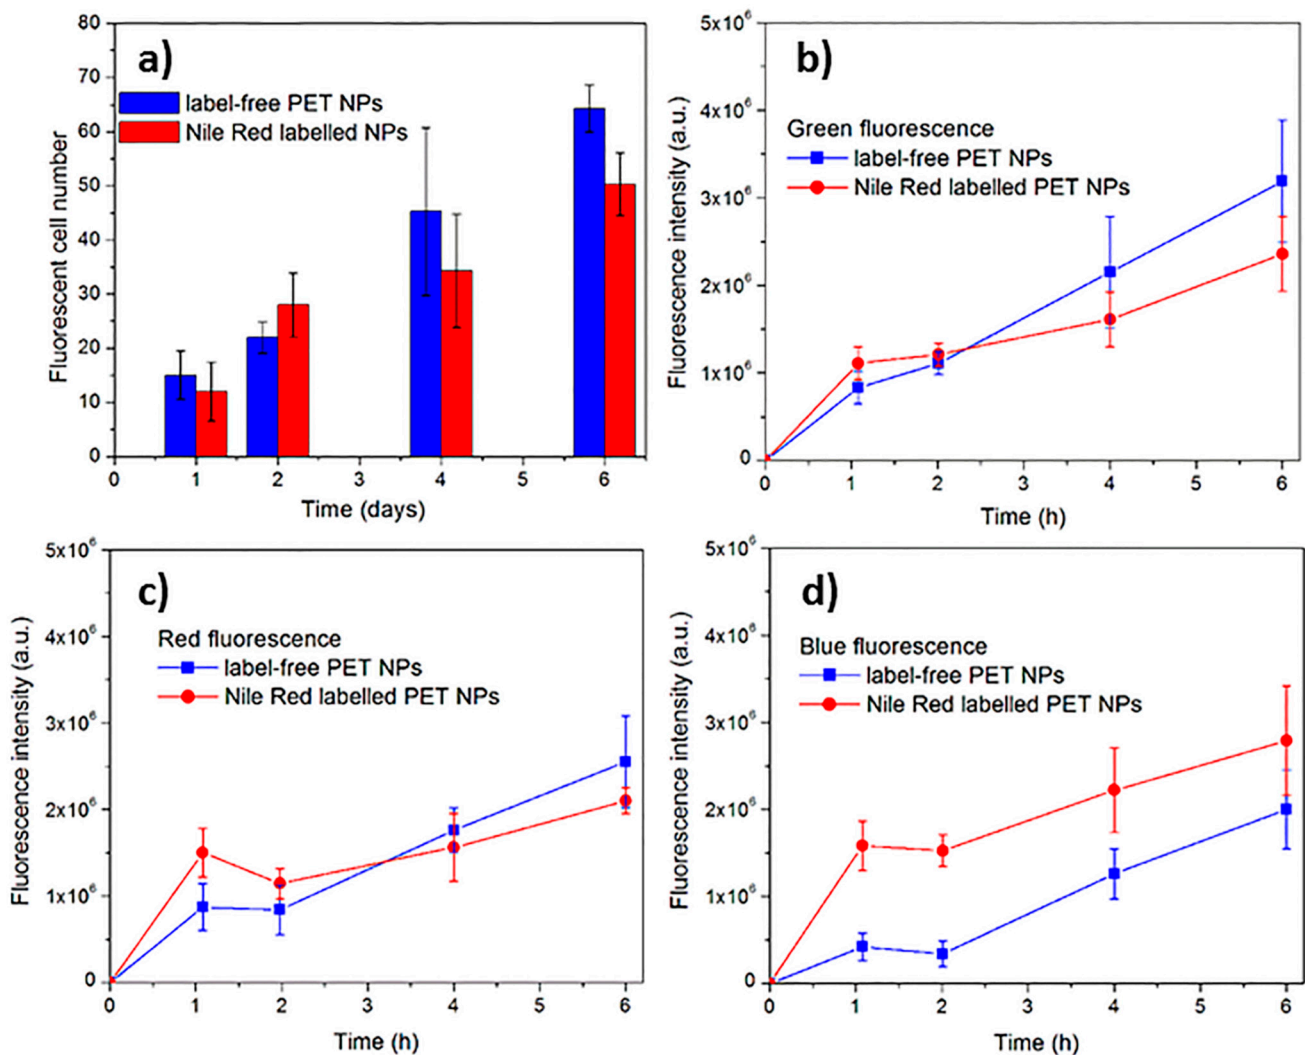 a)
label-free PET NPs
Nile Red labelled NPs
Fluorescent cell number
80
70
60
50
40
30
20
10
0
0 1 2 3 4 5 6
Time (days)
b)
Green fluorescence
label-free PET NPs
Nile Red labelled PET NPs
Fluorescence intensity (a.u.)
5x10⁶
4x10⁶
3x10⁶
2x10⁶
1x10⁶
0
0 1 2 3 4 5 6
Time (h)
c)
Red fluorescence
label-free PET NPs
Nile Red labelled PET NPs
Fluorescence intensity (a.u.)
5x10⁶
4x10⁶
3x10⁶
2x10⁶
1x10⁶
0
0 1 2 3 4 5 6
Time (h)
d)
Blue fluorescence
label-free PET NPs
Nile Red labelled PET NPs
Fluorescence intensity (a.u.)
5x10⁶
4x10⁶
3x10⁶
2x10⁶
1x10⁶
0
0 1 2 3 4 5 6
Time (h)